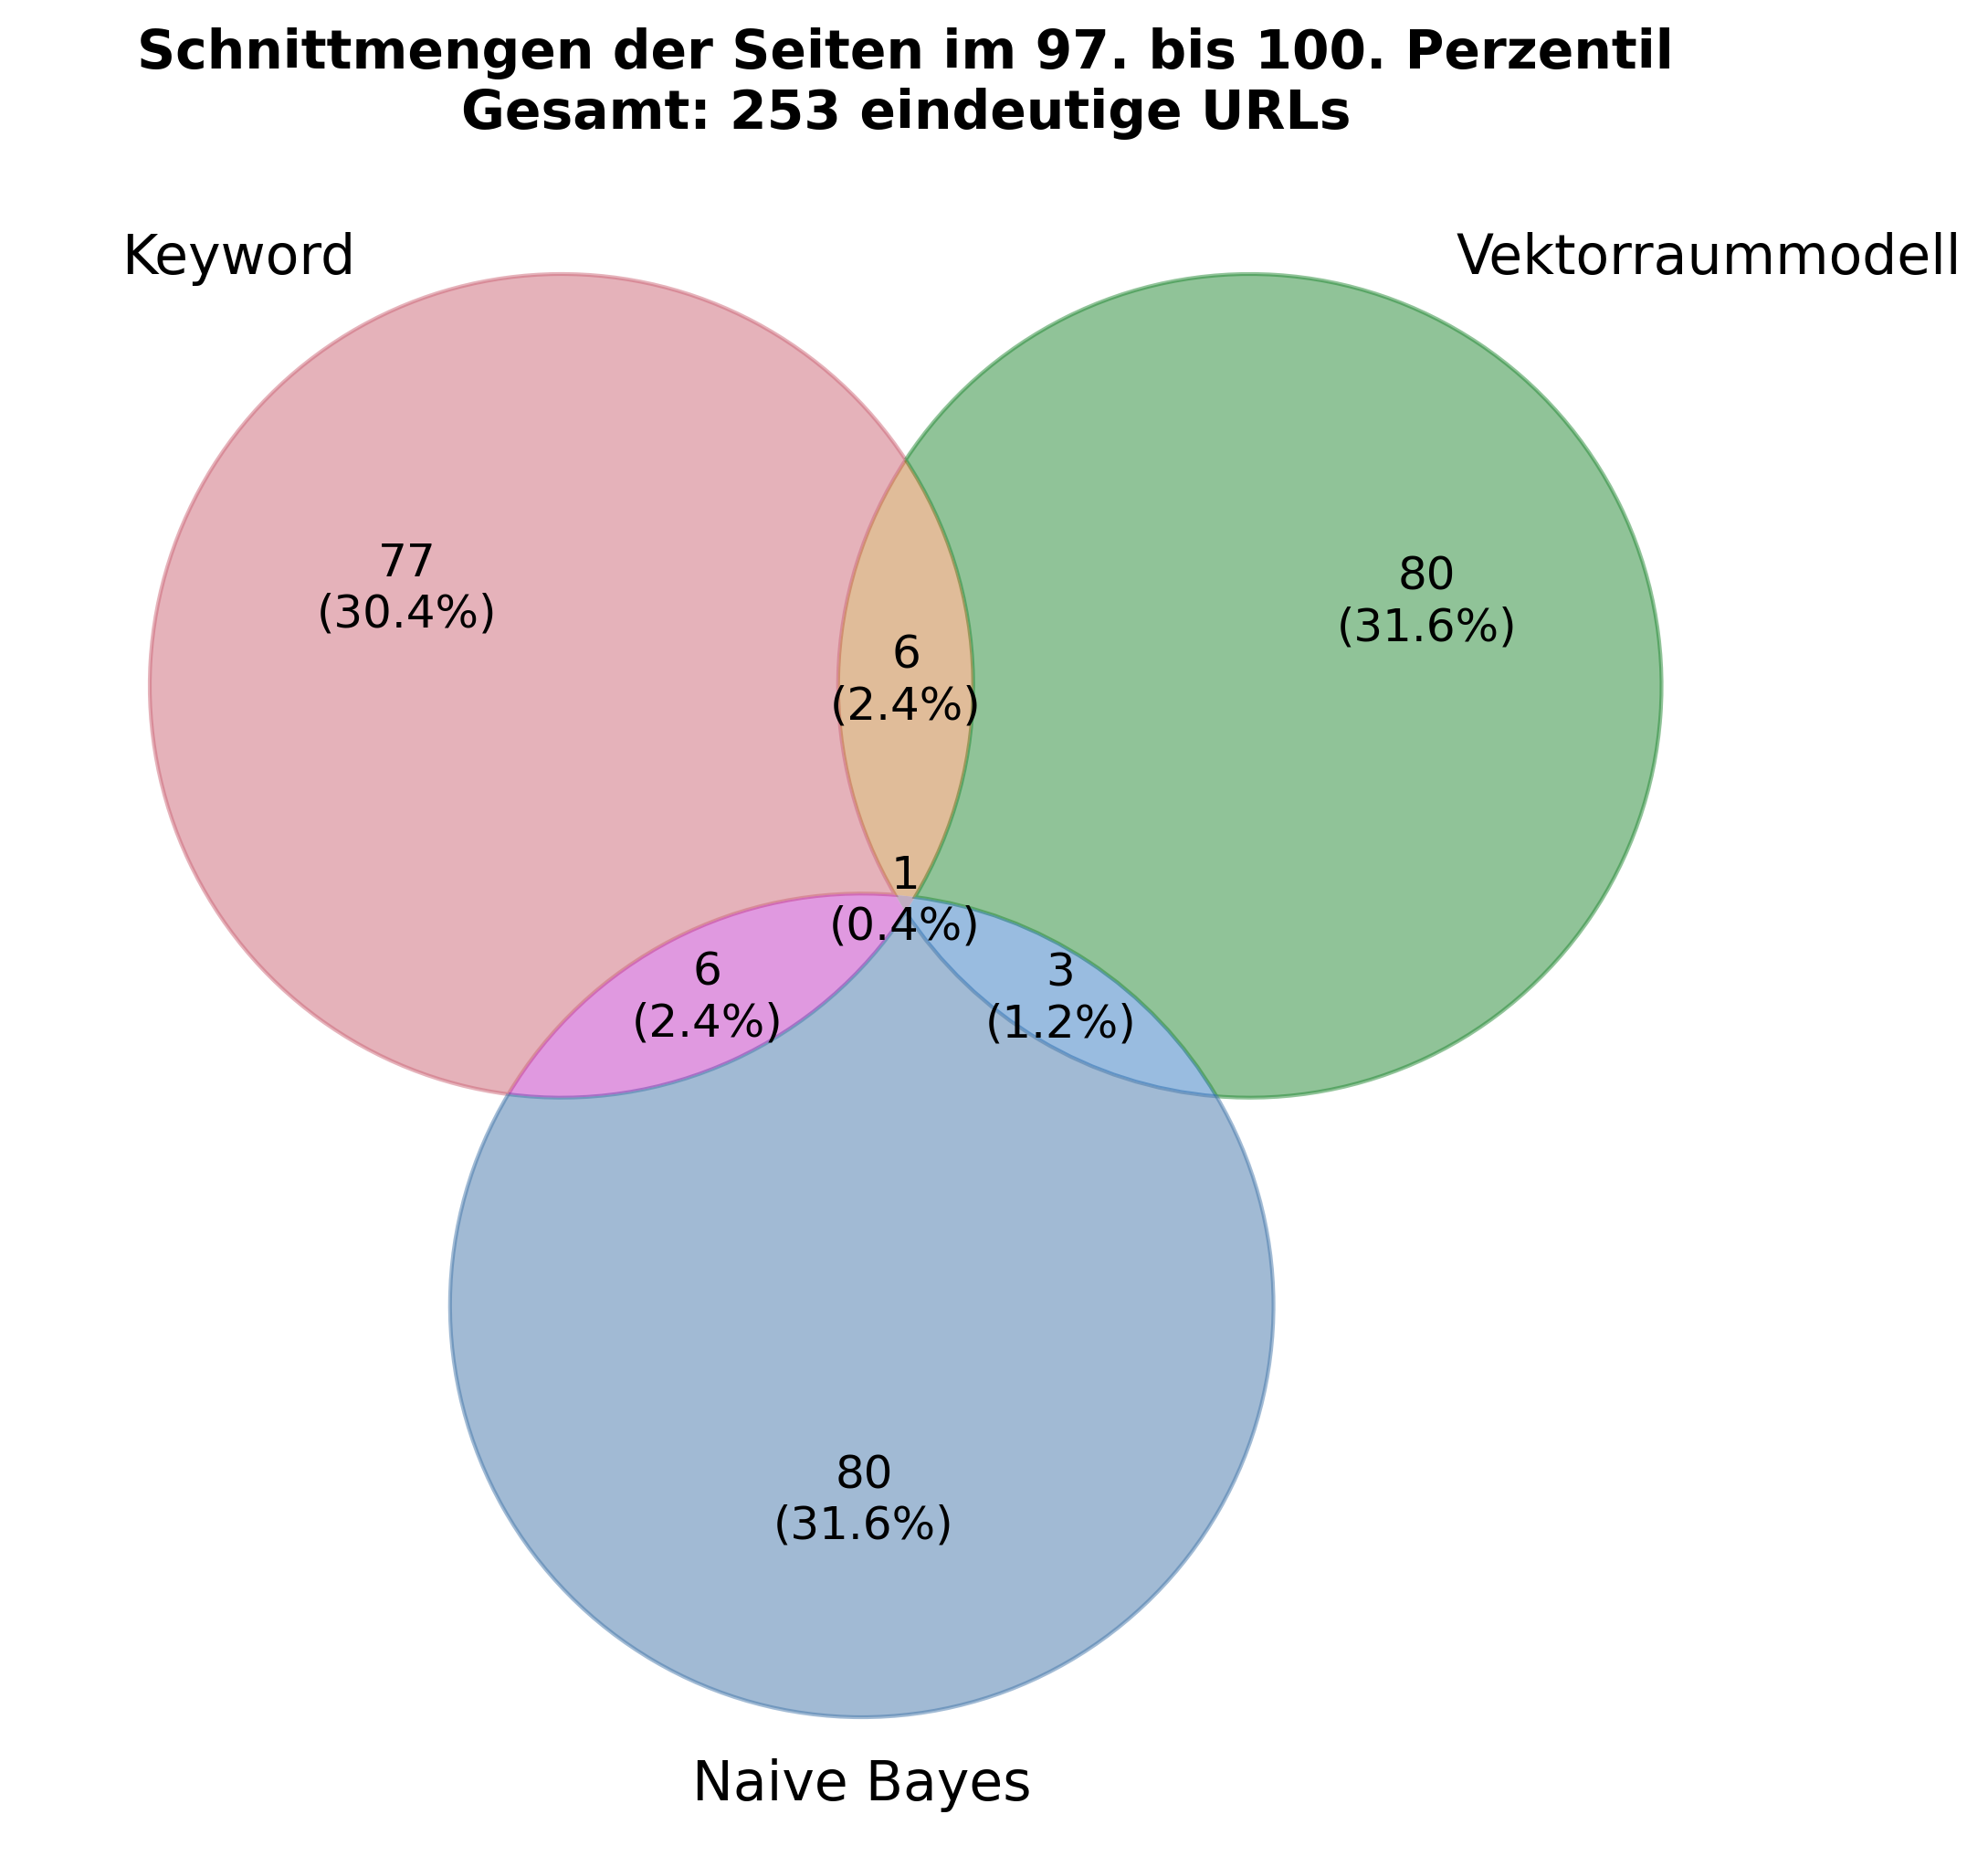 Schnittmengen der Seiten im 97. bis 100. Perzentil
Gesamt: 253 eindeutige URLs
Keyword
Vektorraummodell
77
(30.4%)
80
(31.6%)
6
(2.4%)
1
(0.4%)
6
(2.4%)
3
(1.2%)
80
(31.6%)
Naive Bayes